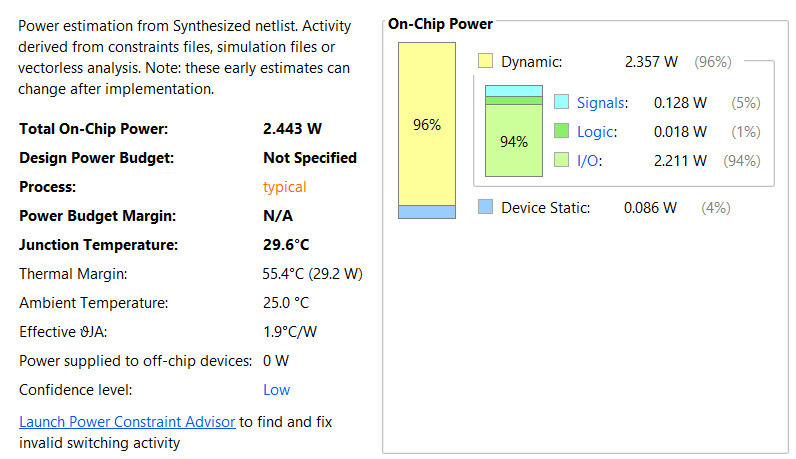 Power estimation from Synthesized netlist. Activity
derived from constraints files, simulation files or
vectorless analysis. Note: these early estimates can
change after implementation.
Total On-Chip Power: 2.443 W
Design Power Budget: Not Specified
Process: typical
Power Budget Margin: N/A
Junction Temperature: 29.6°C
Thermal Margin: 55.4°C (29.2 W)
Ambient Temperature: 25.0 °C
Effective ϑJA: 1.9°C/W
Power supplied to off-chip devices: 0 W
Confidence level: Low
Launch Power Constraint Advisor to find and fix
invalid switching activity
On-Chip Power
96%
Dynamic: 2.357 W (96%)
94%
Signals: 0.128 W (5%)
Logic: 0.018 W (1%)
I/O: 2.211 W (94%)
Device Static: 0.086 W (4%)